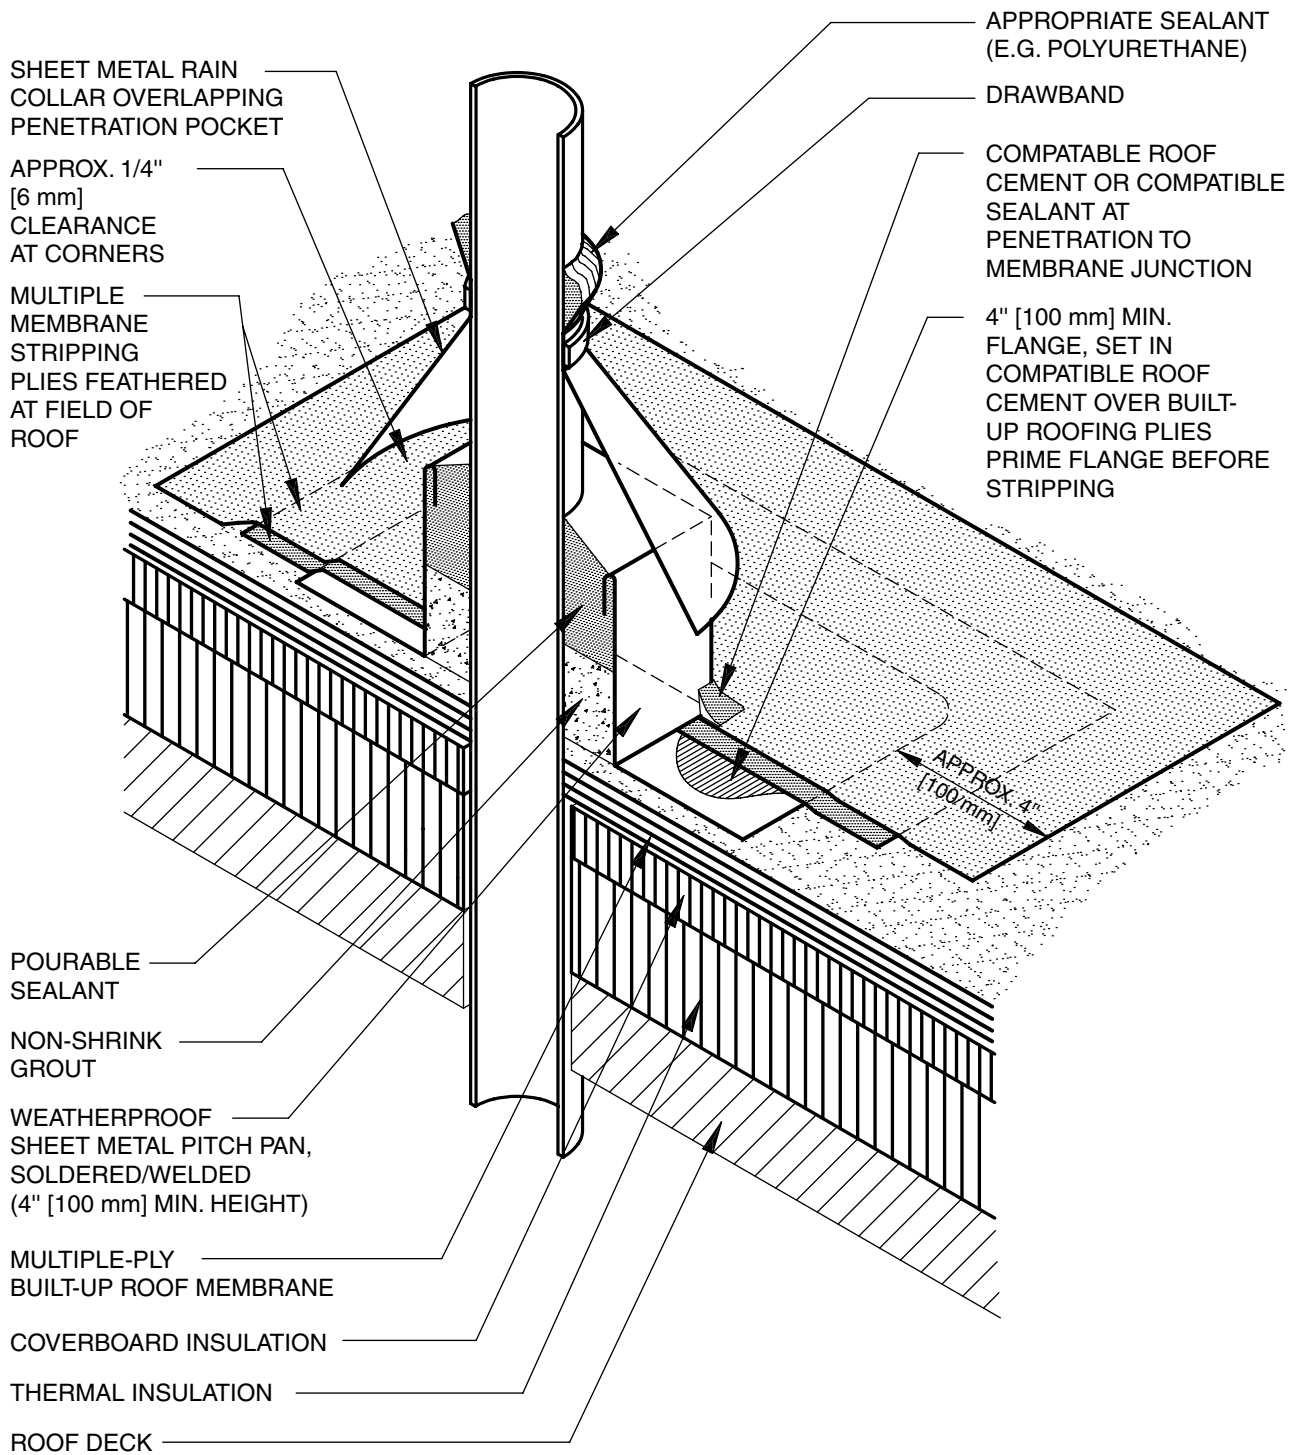 SHEET METAL RAIN
COLLAR OVERLAPPING
PENETRATION POCKET
APPROX. 1/4"
[6 mm]
CLEARANCE
AT CORNERS
MULTIPLE
MEMBRANE
STRIPPING
PLIES FEATHERED
AT FIELD OF
ROOF
APPROPRIATE SEALANT
(E.G. POLYURETHANE)
DRAWBAND
COMPATABLE ROOF
CEMENT OR COMPATIBLE
SEALANT AT
PENETRATION TO
MEMBRANE JUNCTION
4" [100 mm] MIN.
FLANGE, SET IN
COMPATIBLE ROOF
CEMENT OVER BUILT-
UP ROOFING PLIES
PRIME FLANGE BEFORE
STRIPPING
APPROX. 4"
[100/mm]
POURABLE
SEALANT
NON-SHRINK
GROUT
WEATHERPROOF
SHEET METAL PITCH PAN,
SOLDERED/WELDED
(4" [100 mm] MIN. HEIGHT)
MULTIPLE-PLY
BUILT-UP ROOF MEMBRANE
COVERBOARD INSULATION
THERMAL INSULATION
ROOF DECK